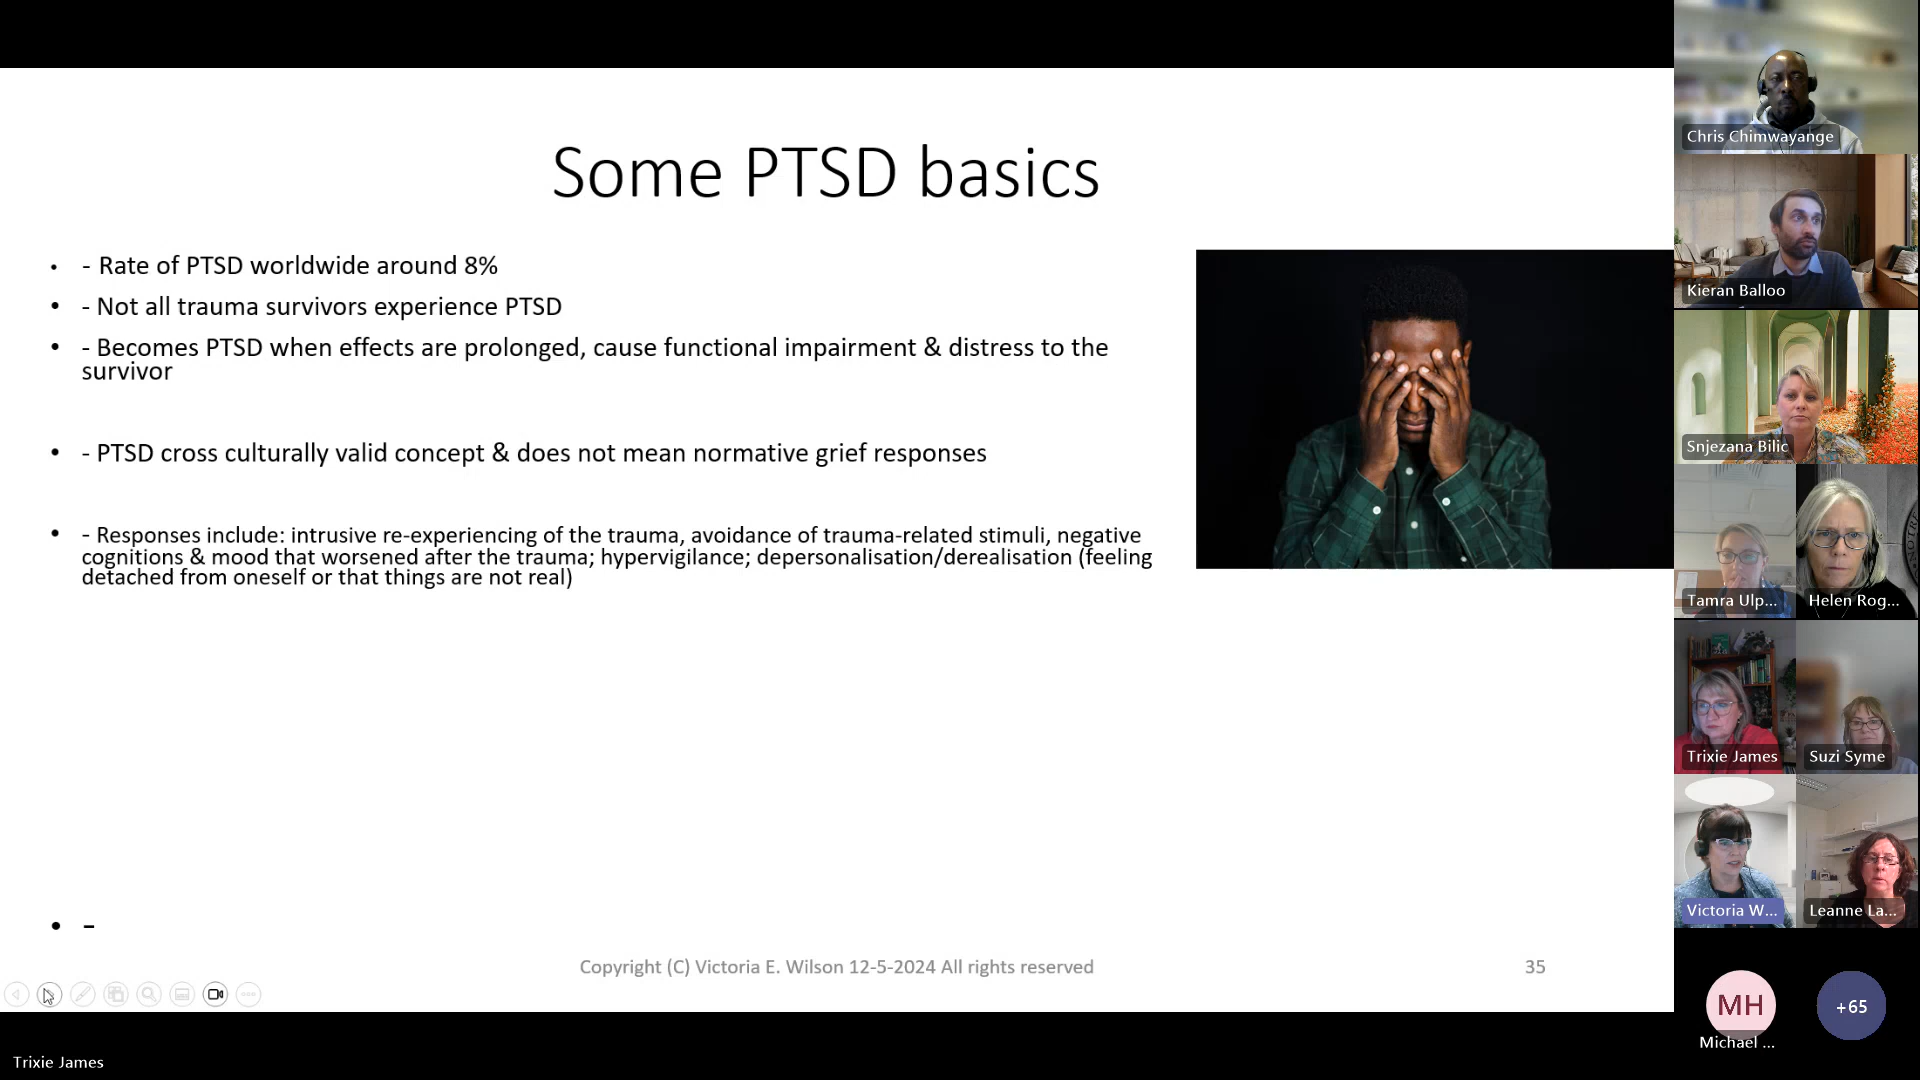 Some PTSD basics
• - Rate of PTSD worldwide around 8%
• - Not all trauma survivors experience PTSD
• - Becomes PTSD when effects are prolonged, cause functional impairment & distress to the
survivor
• - PTSD cross culturally valid concept & does not mean normative grief responses
• - Responses include: intrusive re-experiencing of the trauma, avoidance of trauma-related stimuli, negative
cognitions & mood that worsened after the trauma; hypervigilance; depersonalisation/derealisation (feeling
detached from oneself or that things are not real)
• -
Copyright (C) Victoria E. Wilson 12-5-2024 All rights reserved
35
Trixie James
Chris Chimwayange
Kieran Balloo
Snjezana Bilic
Tamra Ulp...
Helen Rog...
Trixie James
Suzi Syme
Victoria W...
Leanne La...
MH
+65
Michael ...